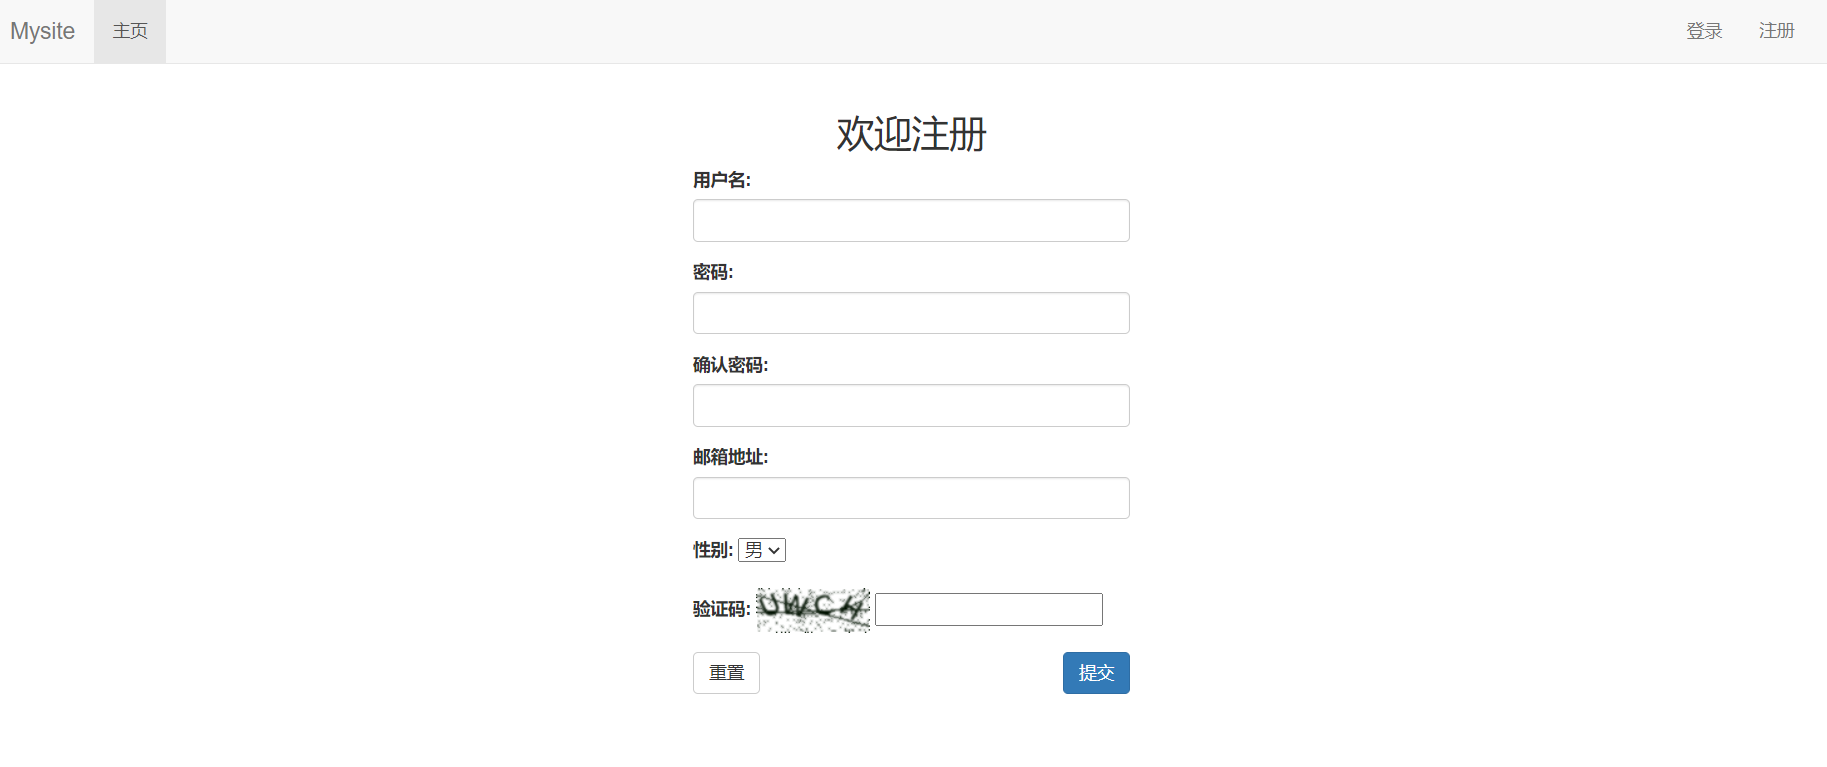 Mysite 主页 登录 注册
欢迎注册
用户名:
密码:
确认密码:
邮箱地址:
性别: 男
验证码:
重置 提交